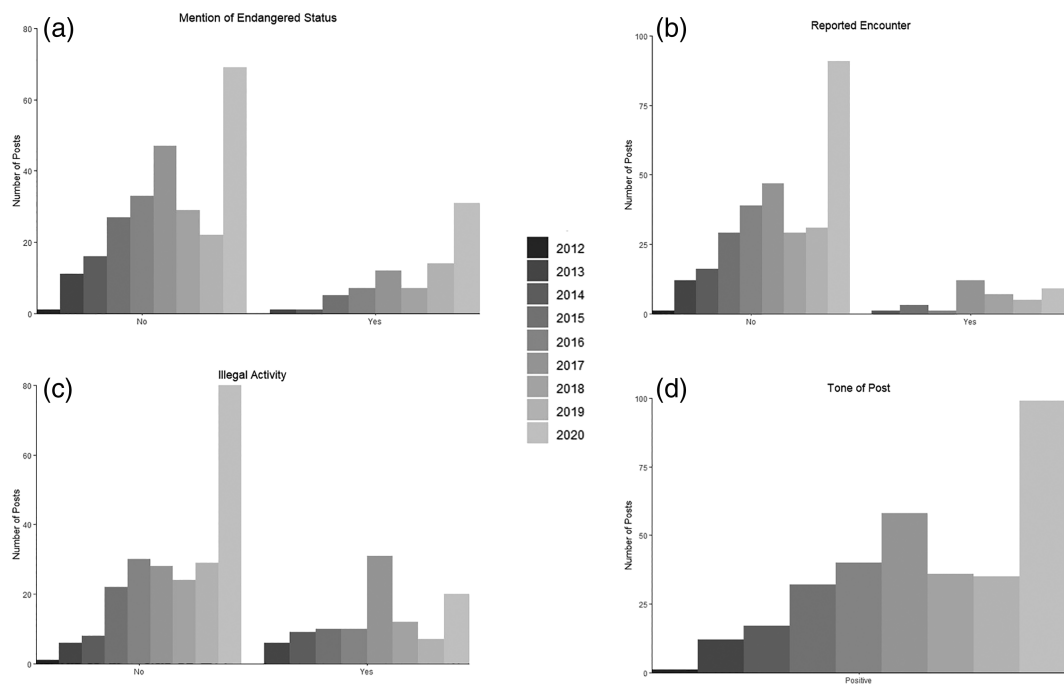 (a)
Mention of Endangered Status
80
60
40
20
0
Number of Posts
No
Yes
(b)
Reported Encounter
100
75
50
25
0
Number of Posts
No
Yes
2012
2013
2014
2015
2016
2017
2018
2019
2020
(c)
Illegal Activity
80
60
40
20
0
Number of Posts
No
Yes
(d)
Tone of Post
100
75
50
25
0
Number of Posts
Positive